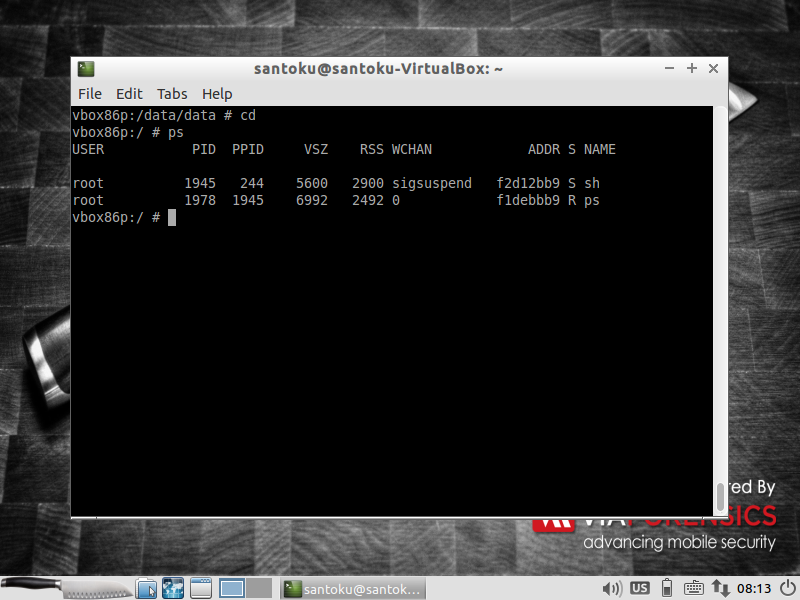 santoku@santoku-VirtualBox: ~
File Edit Tabs Help
vbox86p:/data/data # cd
vbox86p:/ # ps
USER PID PPID VSZ RSS WCHAN ADDR S NAME
root 1945 244 5600 2900 sigsuspend f2d12bb9 S sh
root 1978 1945 6992 2492 0 f1debbb9 R ps
vbox86p:/ #
By
advancing mobile security
santoku@santok...
US
08:13